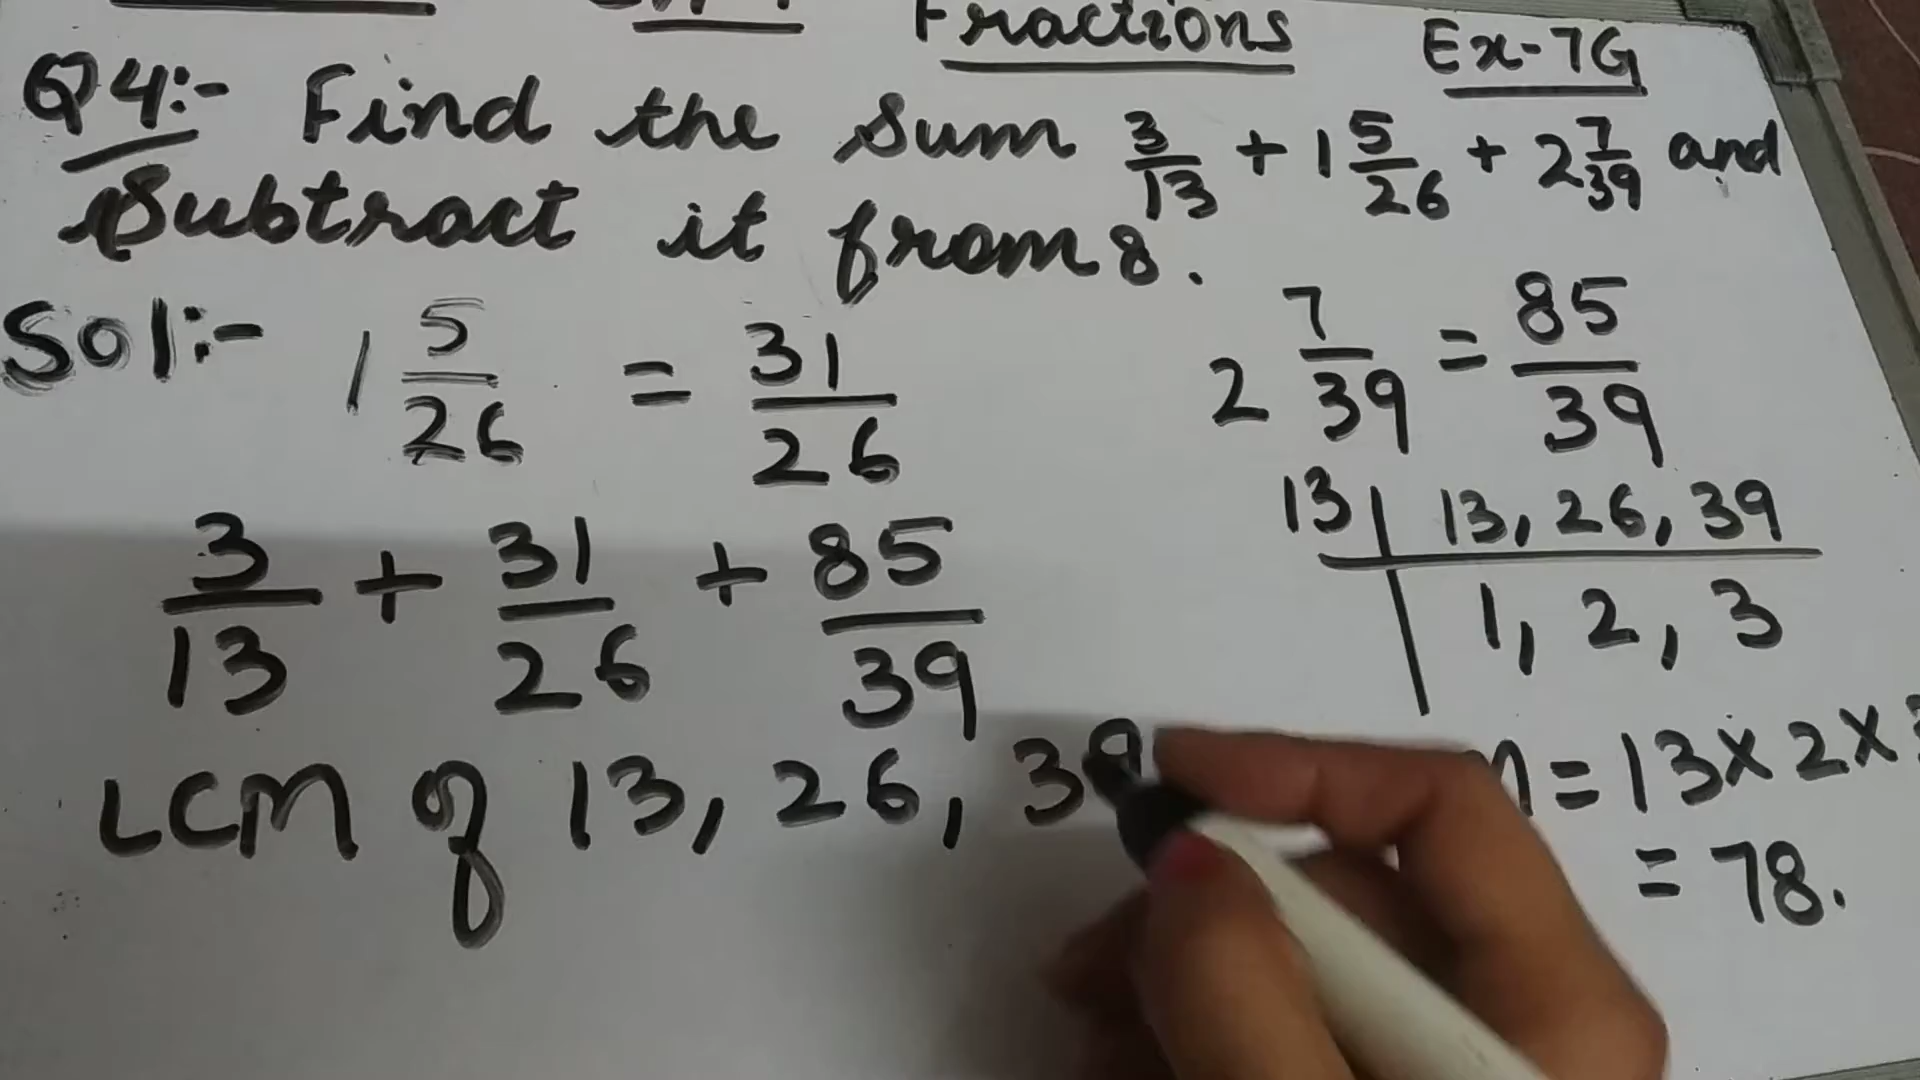 Fractions Ex-7G
Q4:- Find the sum 3/13 + 1 5/26 + 2 7/39 and
Subtract it from 8.
Sol:- 1 5/26 = 31/26
2 7/39 = 85/39
13 | 13, 26, 39
1, 2, 3
3/13 + 31/26 + 85/39
LCM of 13, 26, 39
= 13 × 2 ×
= 78.